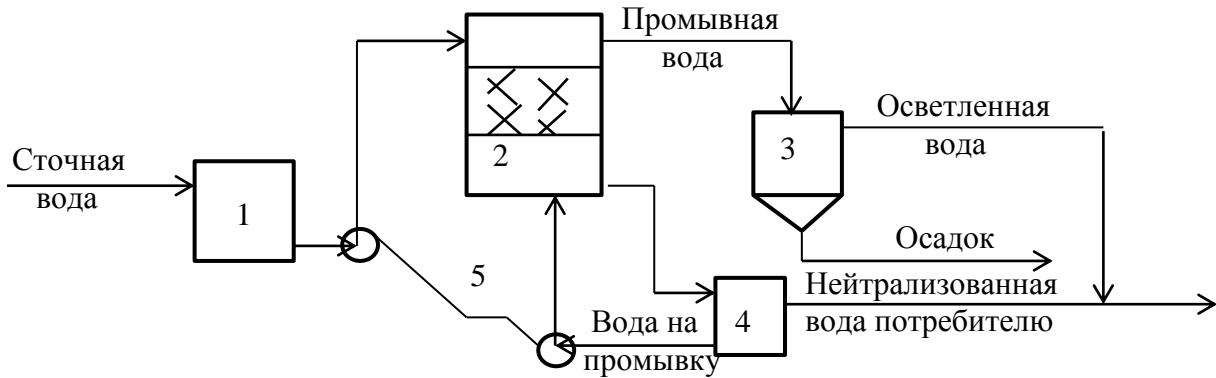 Промывная
вода
Осветленная
вода
Сточная
вода
1
2
3
Осадок
5
Нейтрализованная
вода потребителю
4
Вода на
промывку